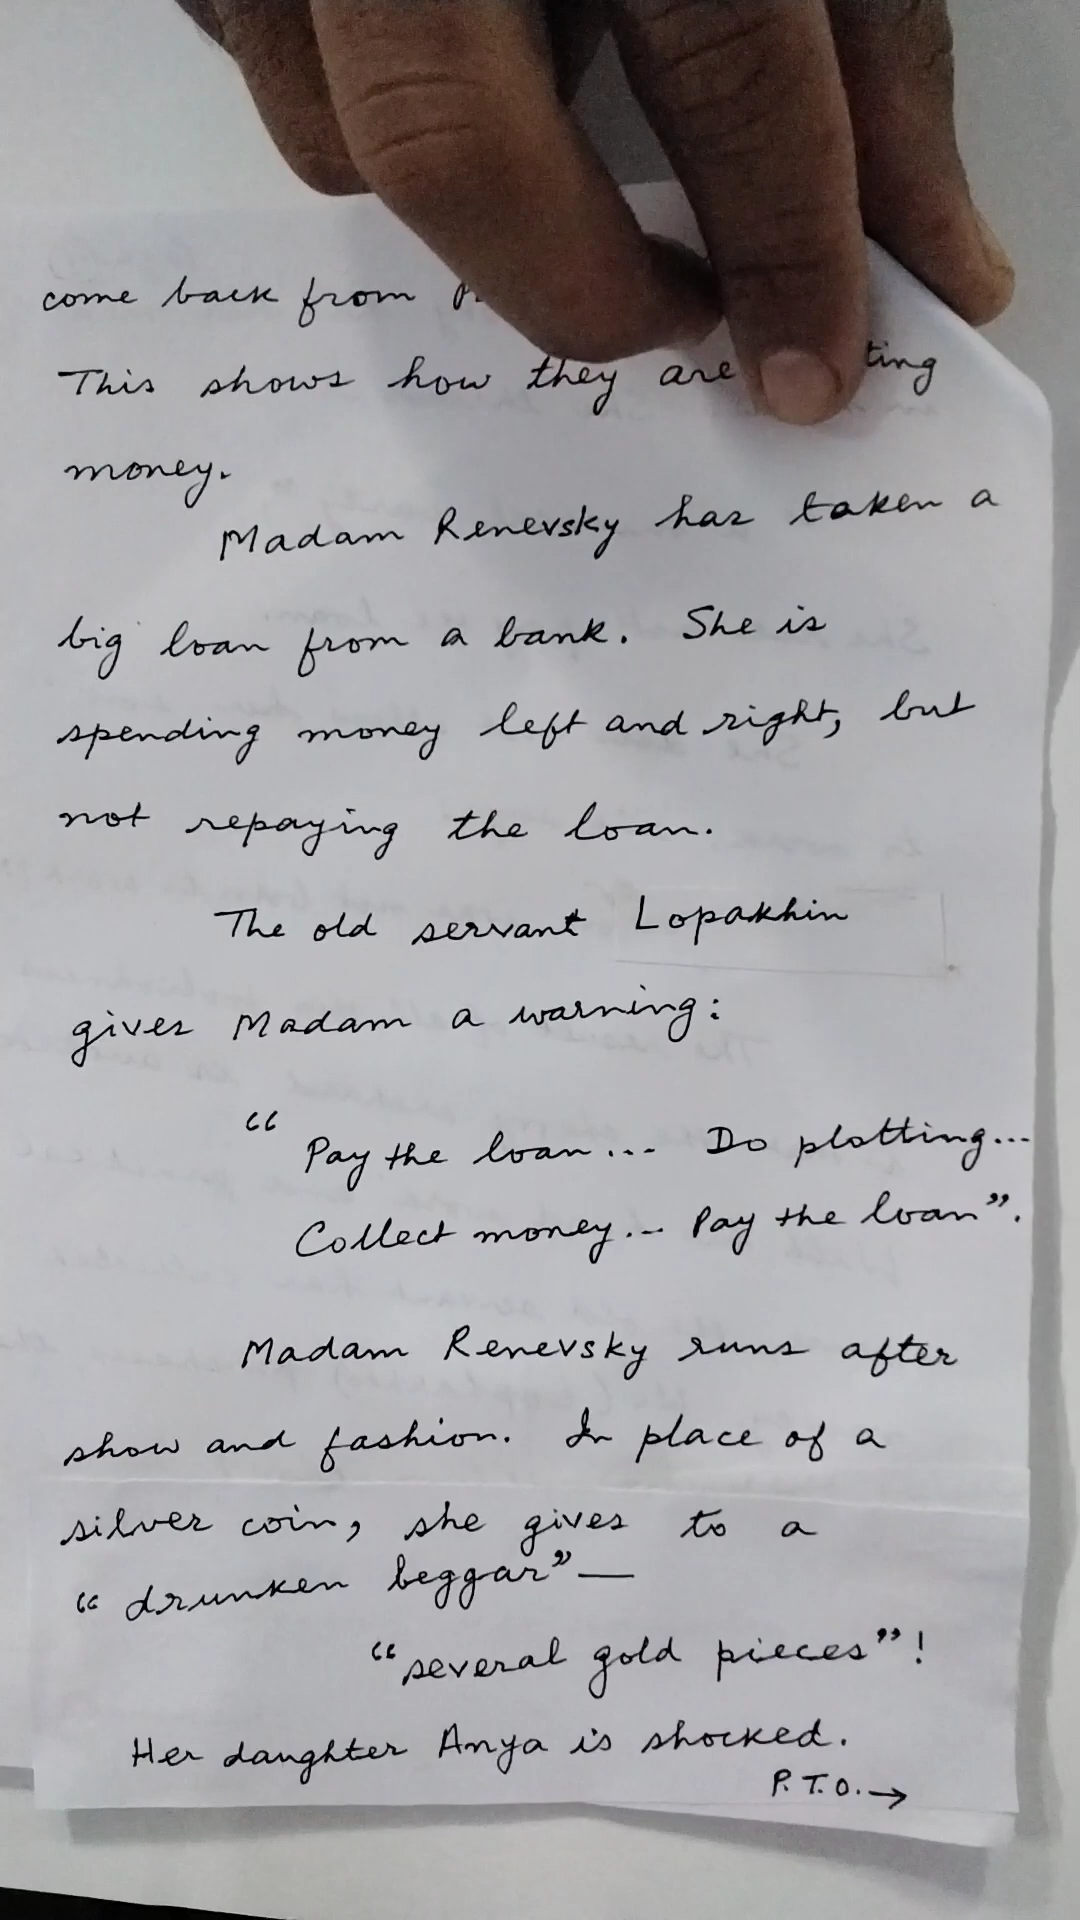 come back from
This shows how they are ting
money.
Madam Renevsky has taken a
big loan from a bank. She is
spending money left and right, but
not repaying the loan.
The old servant Lopakhin
gives Madam a warning:
“Pay the loan... Do plotting...
Collect money... Pay the loan”.
Madam Renevsky runs after
show and fashion. In place of a
silver coin, she gives to a
“drunken beggar”—
“several gold pieces”!
Her daughter Anya is shocked.
P.T.O.→